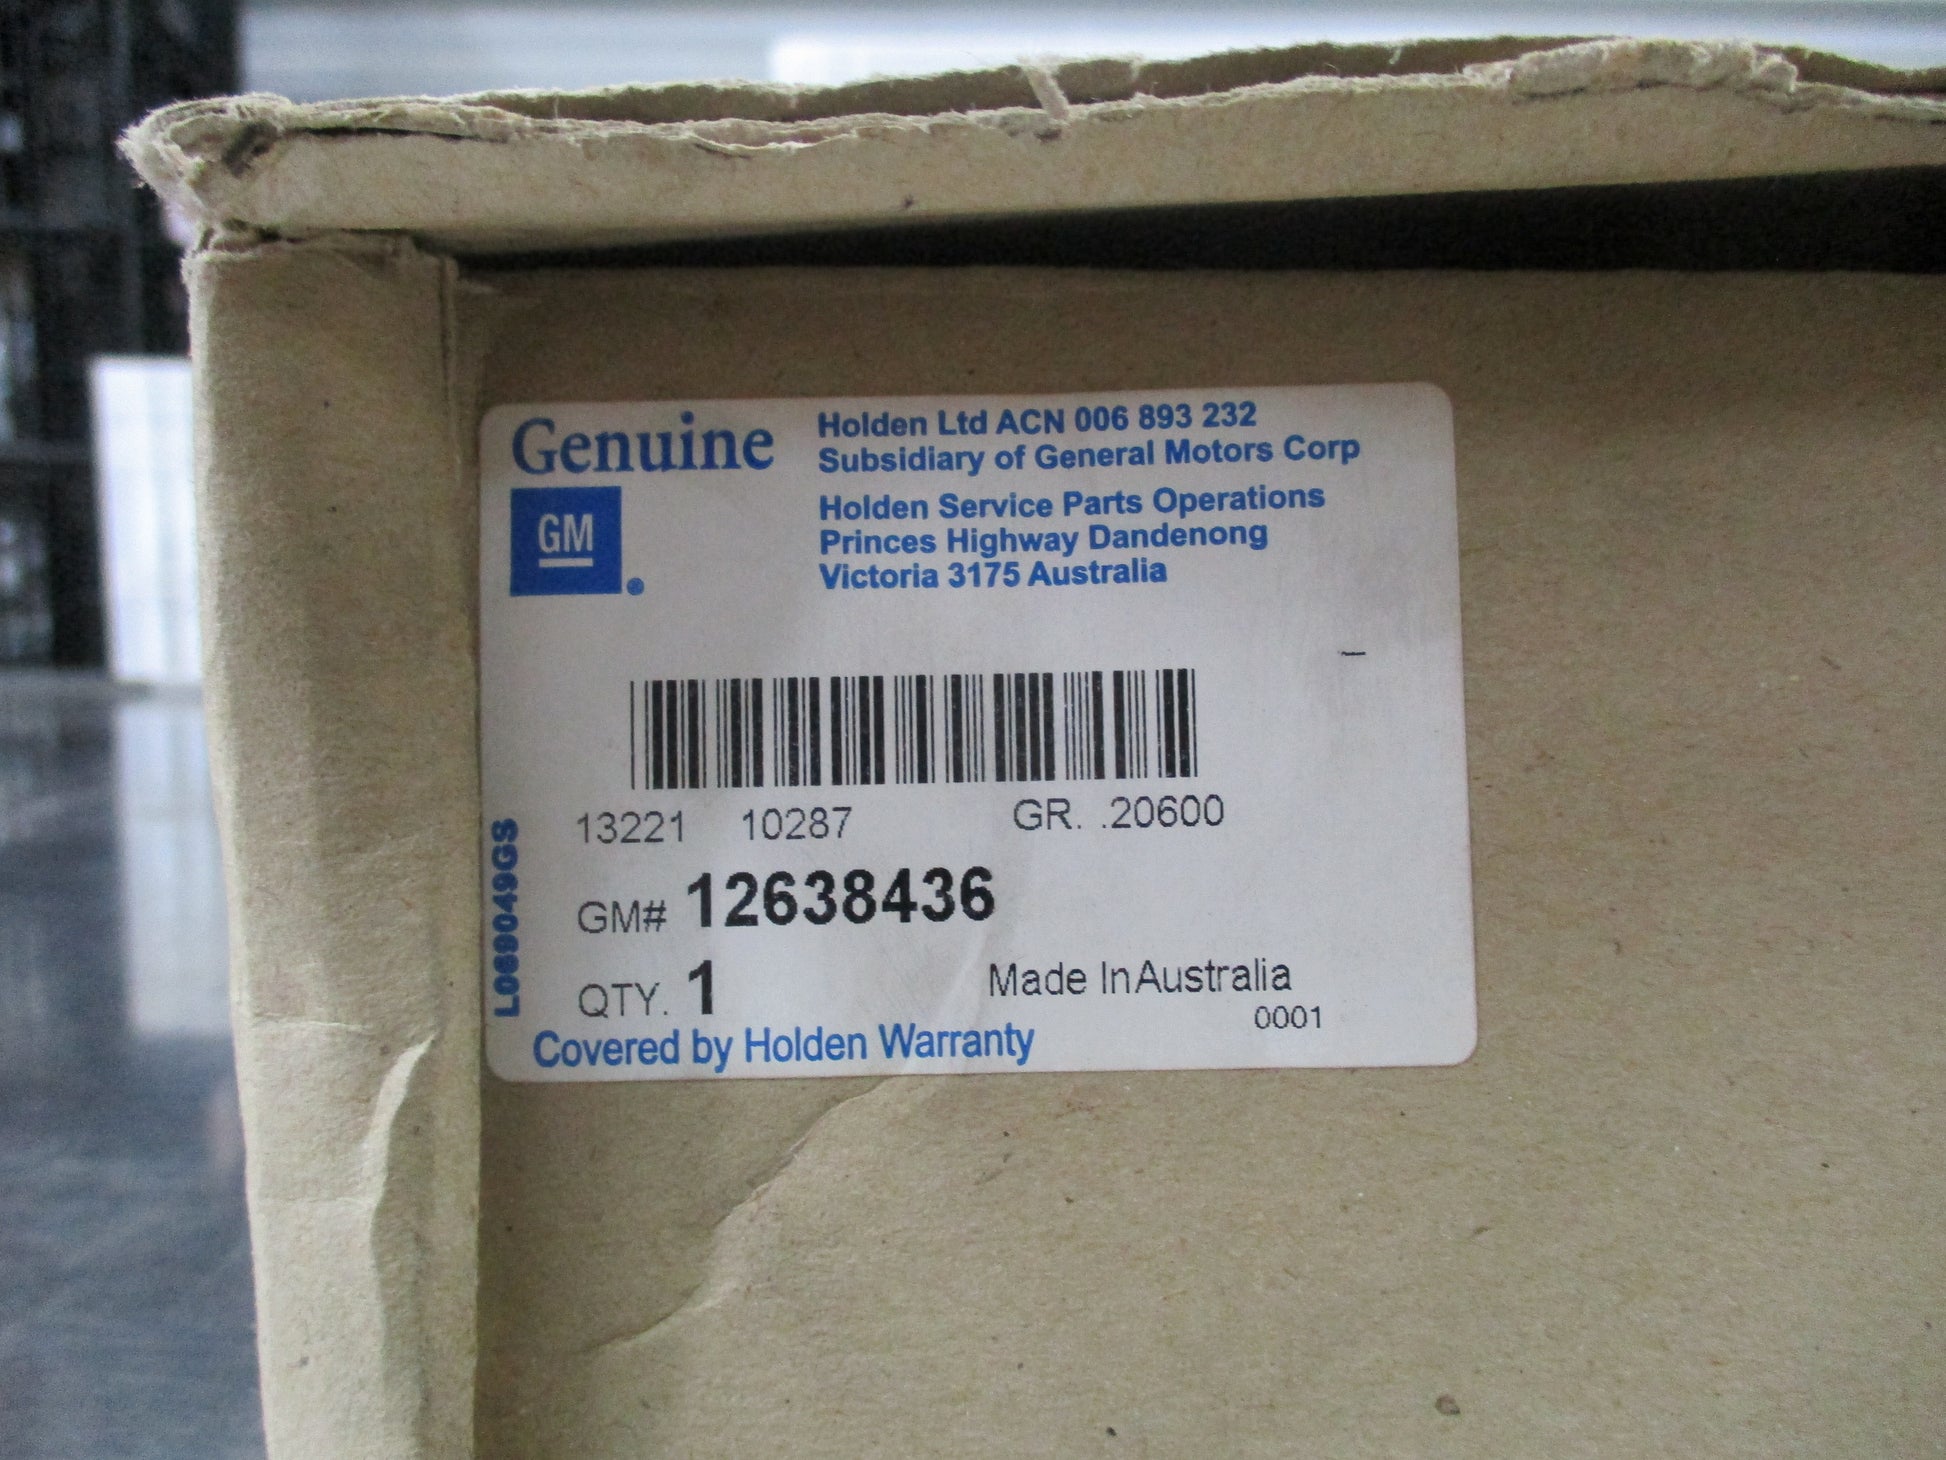 Genuine
GM
®
Holden Ltd ACN 006 893 232
Subsidiary of General Motors Corp
Holden Service Parts Operations
Princes Highway Dandenong
Victoria 3175 Australia
13221 10287 GR. .20600
GM# 12638436
QTY. 1
Made In Australia
0001
Covered by Holden Warranty
L069049GS